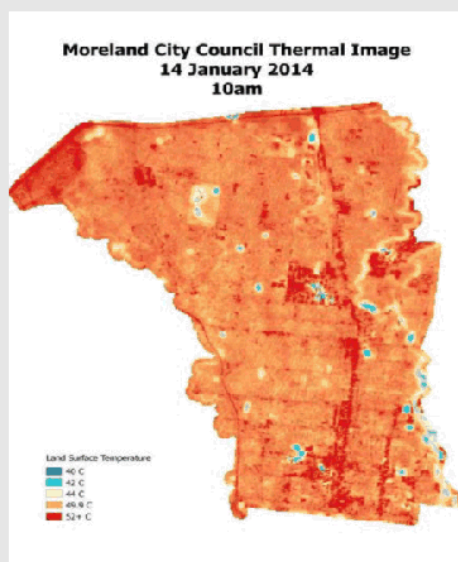 Moreland City Council Thermal Image
14 January 2014
10am
Land Surface Temperature
40 C
42 C
44 C
49.9 C
52+ C